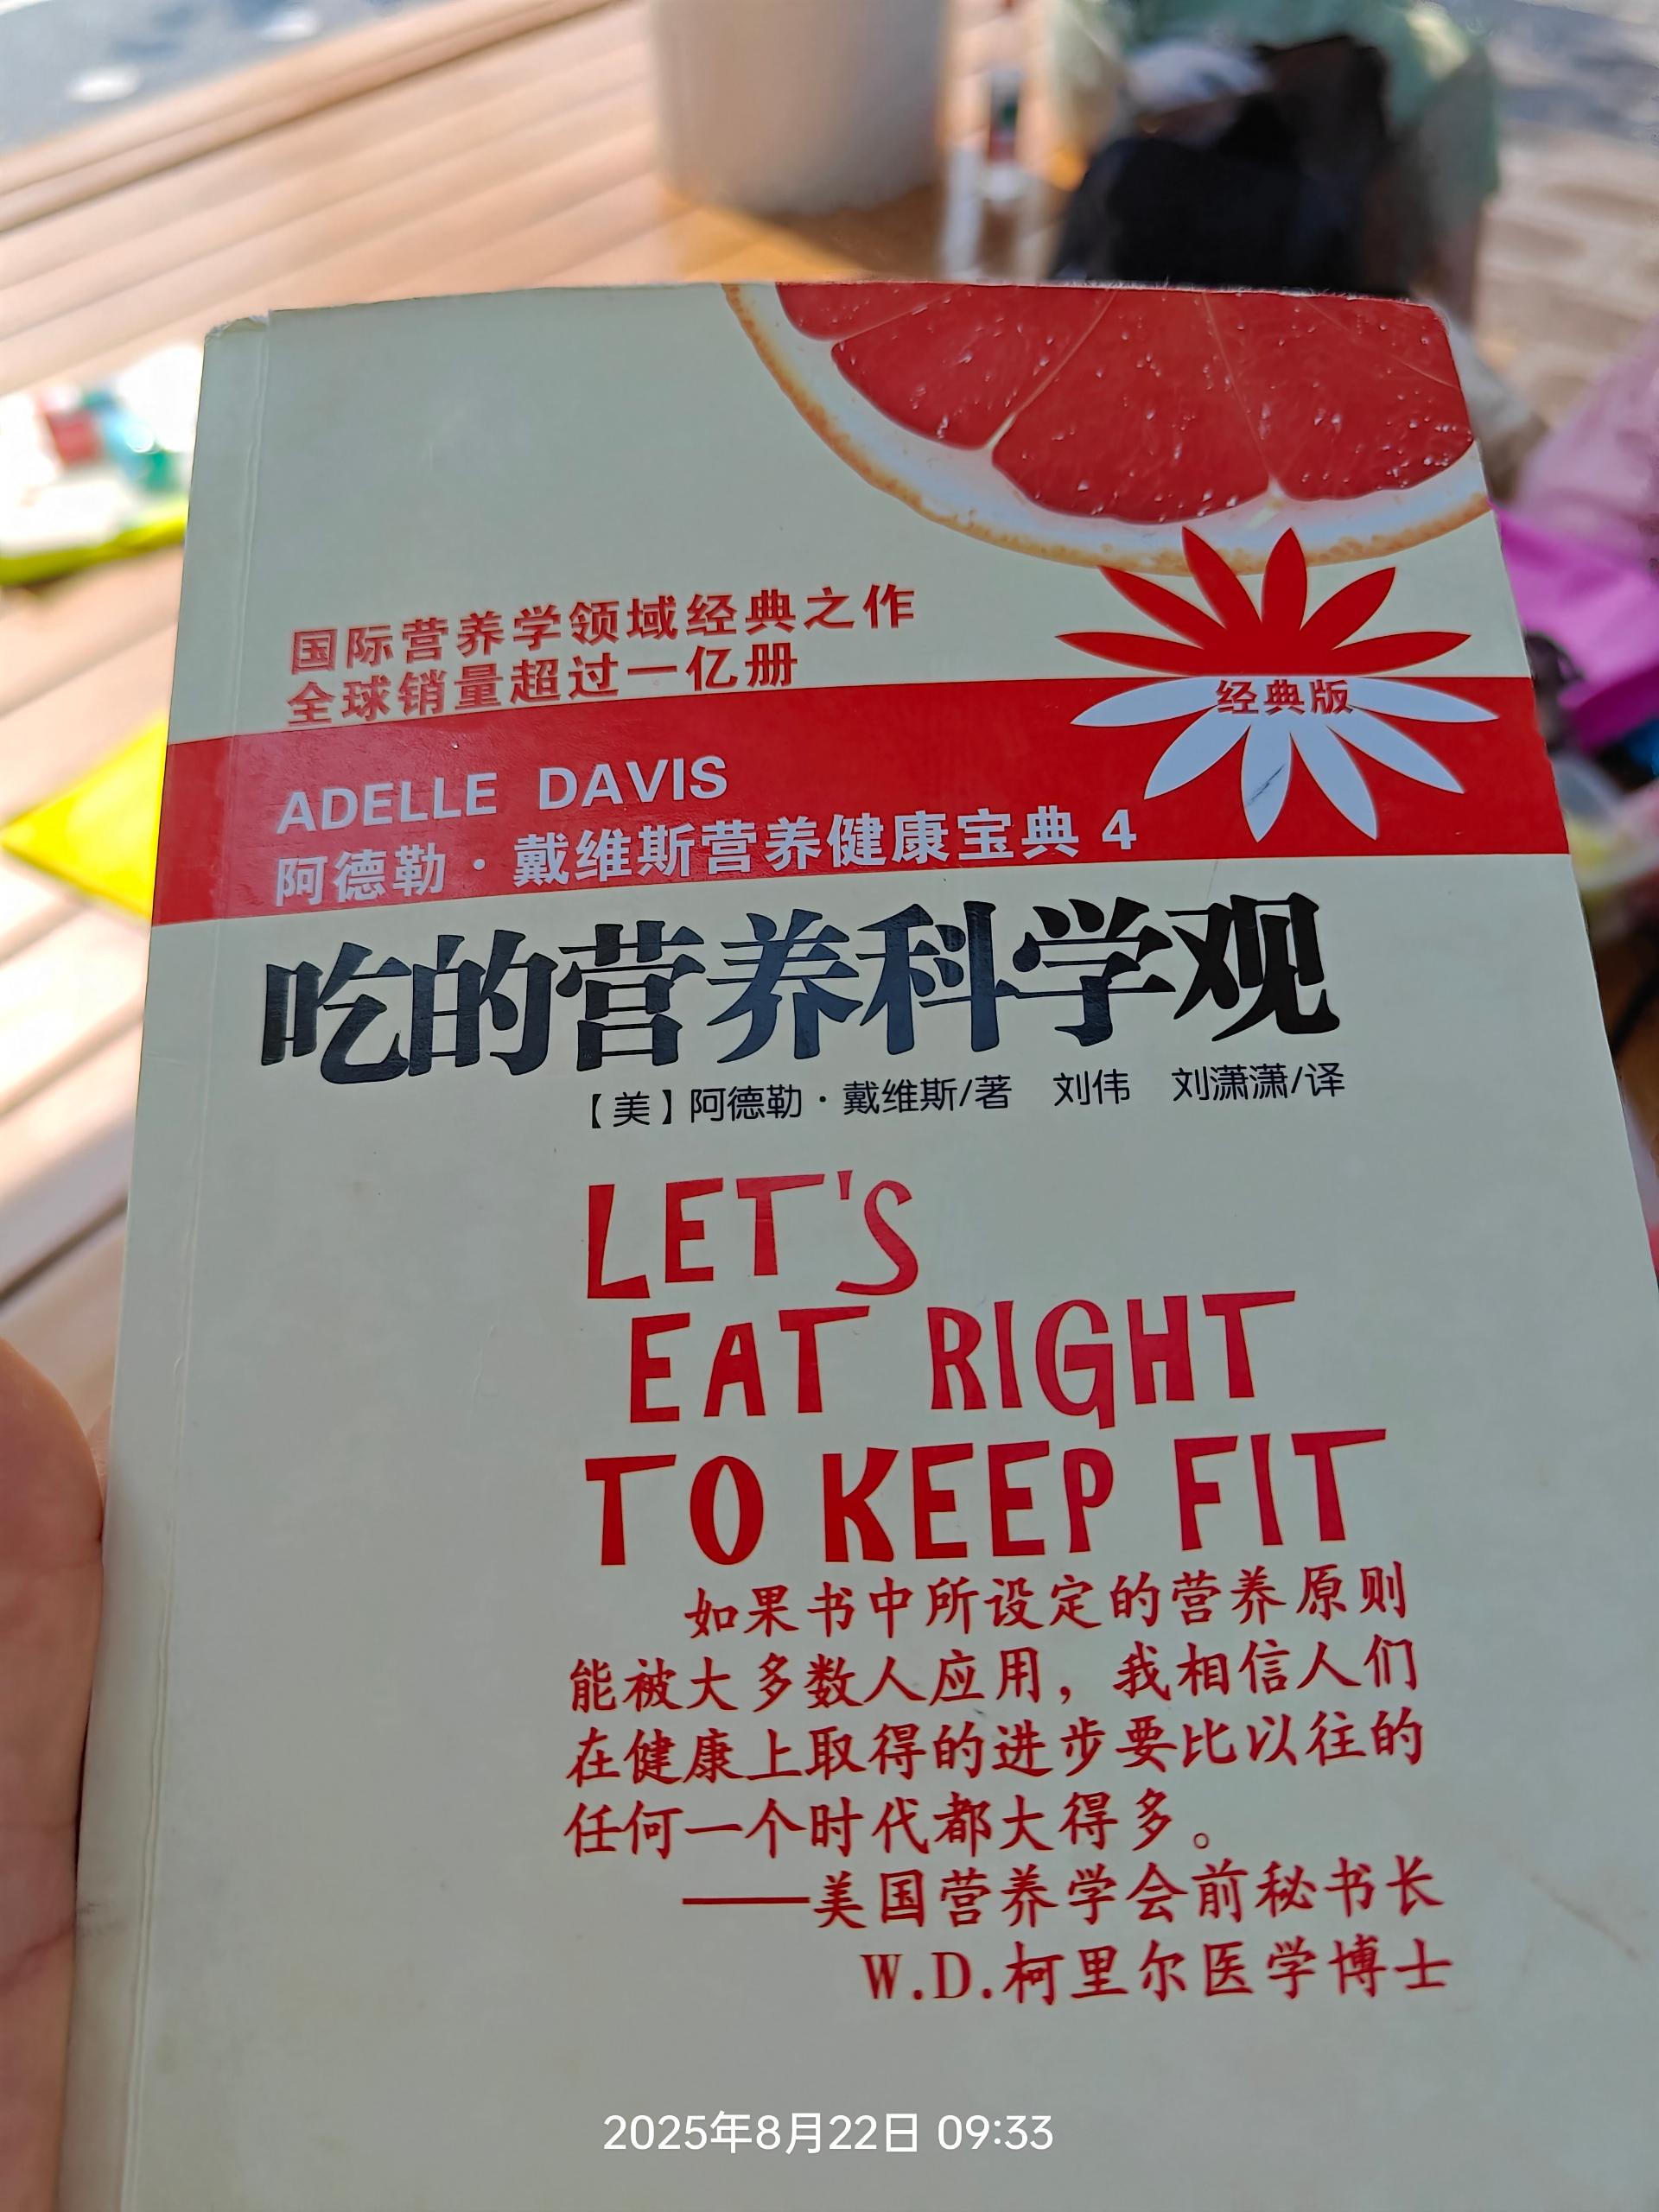 国际营养学领域经典之作
全球销量超过一亿册
经典版
ADELLE DAVIS
阿德勒·戴维斯营养健康宝典 4
吃的营养科学观
【美】阿德勒·戴维斯/著 刘伟 刘潇潇/译
LET'S
EAT RIGHT
TO KEEP FIT
如果书中所设定的营养原则
能被大多数人应用，我相信人们
在健康上取得的进步要比以往的
任何一个时代都大得多。
——美国营养学会前秘书长
W.D.柯里尔医学博士
2025年8月22日 09:33